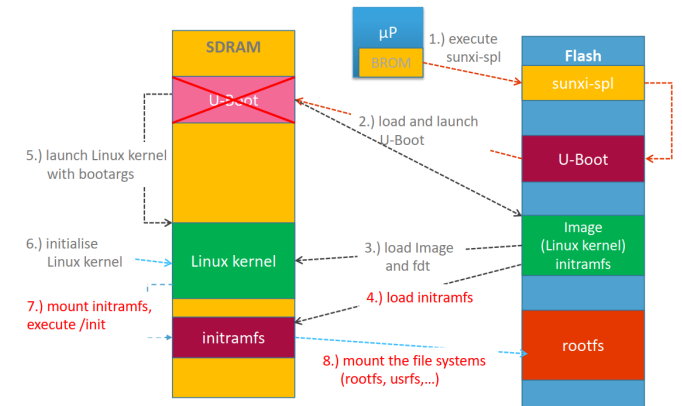 µP
BROM
1.) execute
sunxi-spl
SDRAM
Flash
sunxi-spl
U-Boot
2.) load and launch
U-Boot
U-Boot
5.) launch Linux kernel
with bootargs
Image
(Linux kernel)
initramfs
6.) initialise
Linux kernel
Linux kernel
3.) load Image
and fdt
4.) load initramfs
7.) mount initramfs,
execute /init
initramfs
rootfs
8.) mount the file systems
(rootfs, usrfs,...)